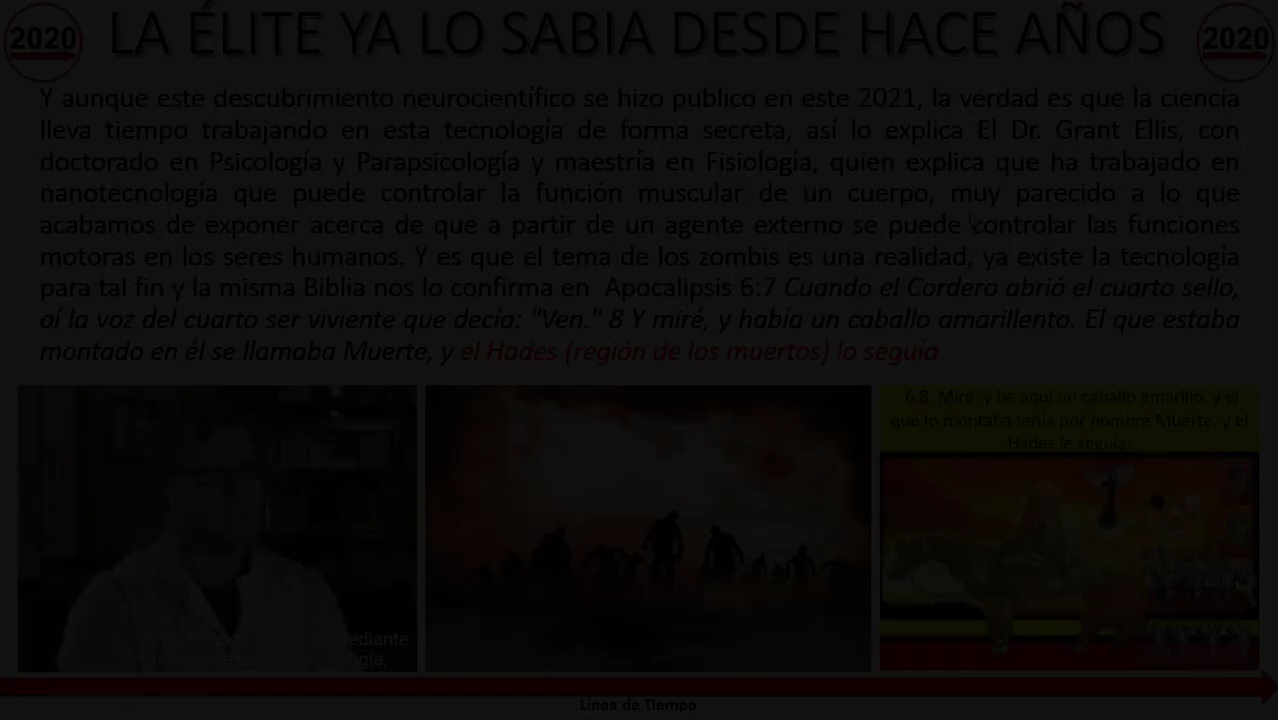 2020 LA ÉLITE YA LO SABIA DESDE HACE AÑOS 2020
Y aunque este descubrimiento neurocientífico se hizo publico en este 2021, la verdad es que la ciencia
lleva tiempo trabajando en esta tecnología de forma secreta, así lo explica El Dr. Grant Ellis, con
doctorado en Psicología y Parapsicología y maestría en Fisiología, quien explica que ha trabajado en
nanotecnología que puede controlar la función muscular de un cuerpo, muy parecido a lo que
acabamos de exponer acerca de que a partir de un agente externo se puede controlar las funciones
motoras en los seres humanos. Y es que el tema de los zombis es una realidad, ya existe la tecnología
para tal fin y la misma Biblia nos lo confirma en Apocalipsis 6:7 Cuando el Cordero abrió el cuarto sello,
oí la voz del cuarto ser viviente que decía: "Ven." 8 Y miré, y había un caballo amarillento. El que estaba
montado en él se llamaba Muerte, y el Hades (región de los muertos) lo seguía
6:8 Miré, y he aquí un caballo amarillo, y el
que lo montaba tenía por nombre Muerte, y el
Hades le seguía.
ediante
gía,
Línea de Tiempo